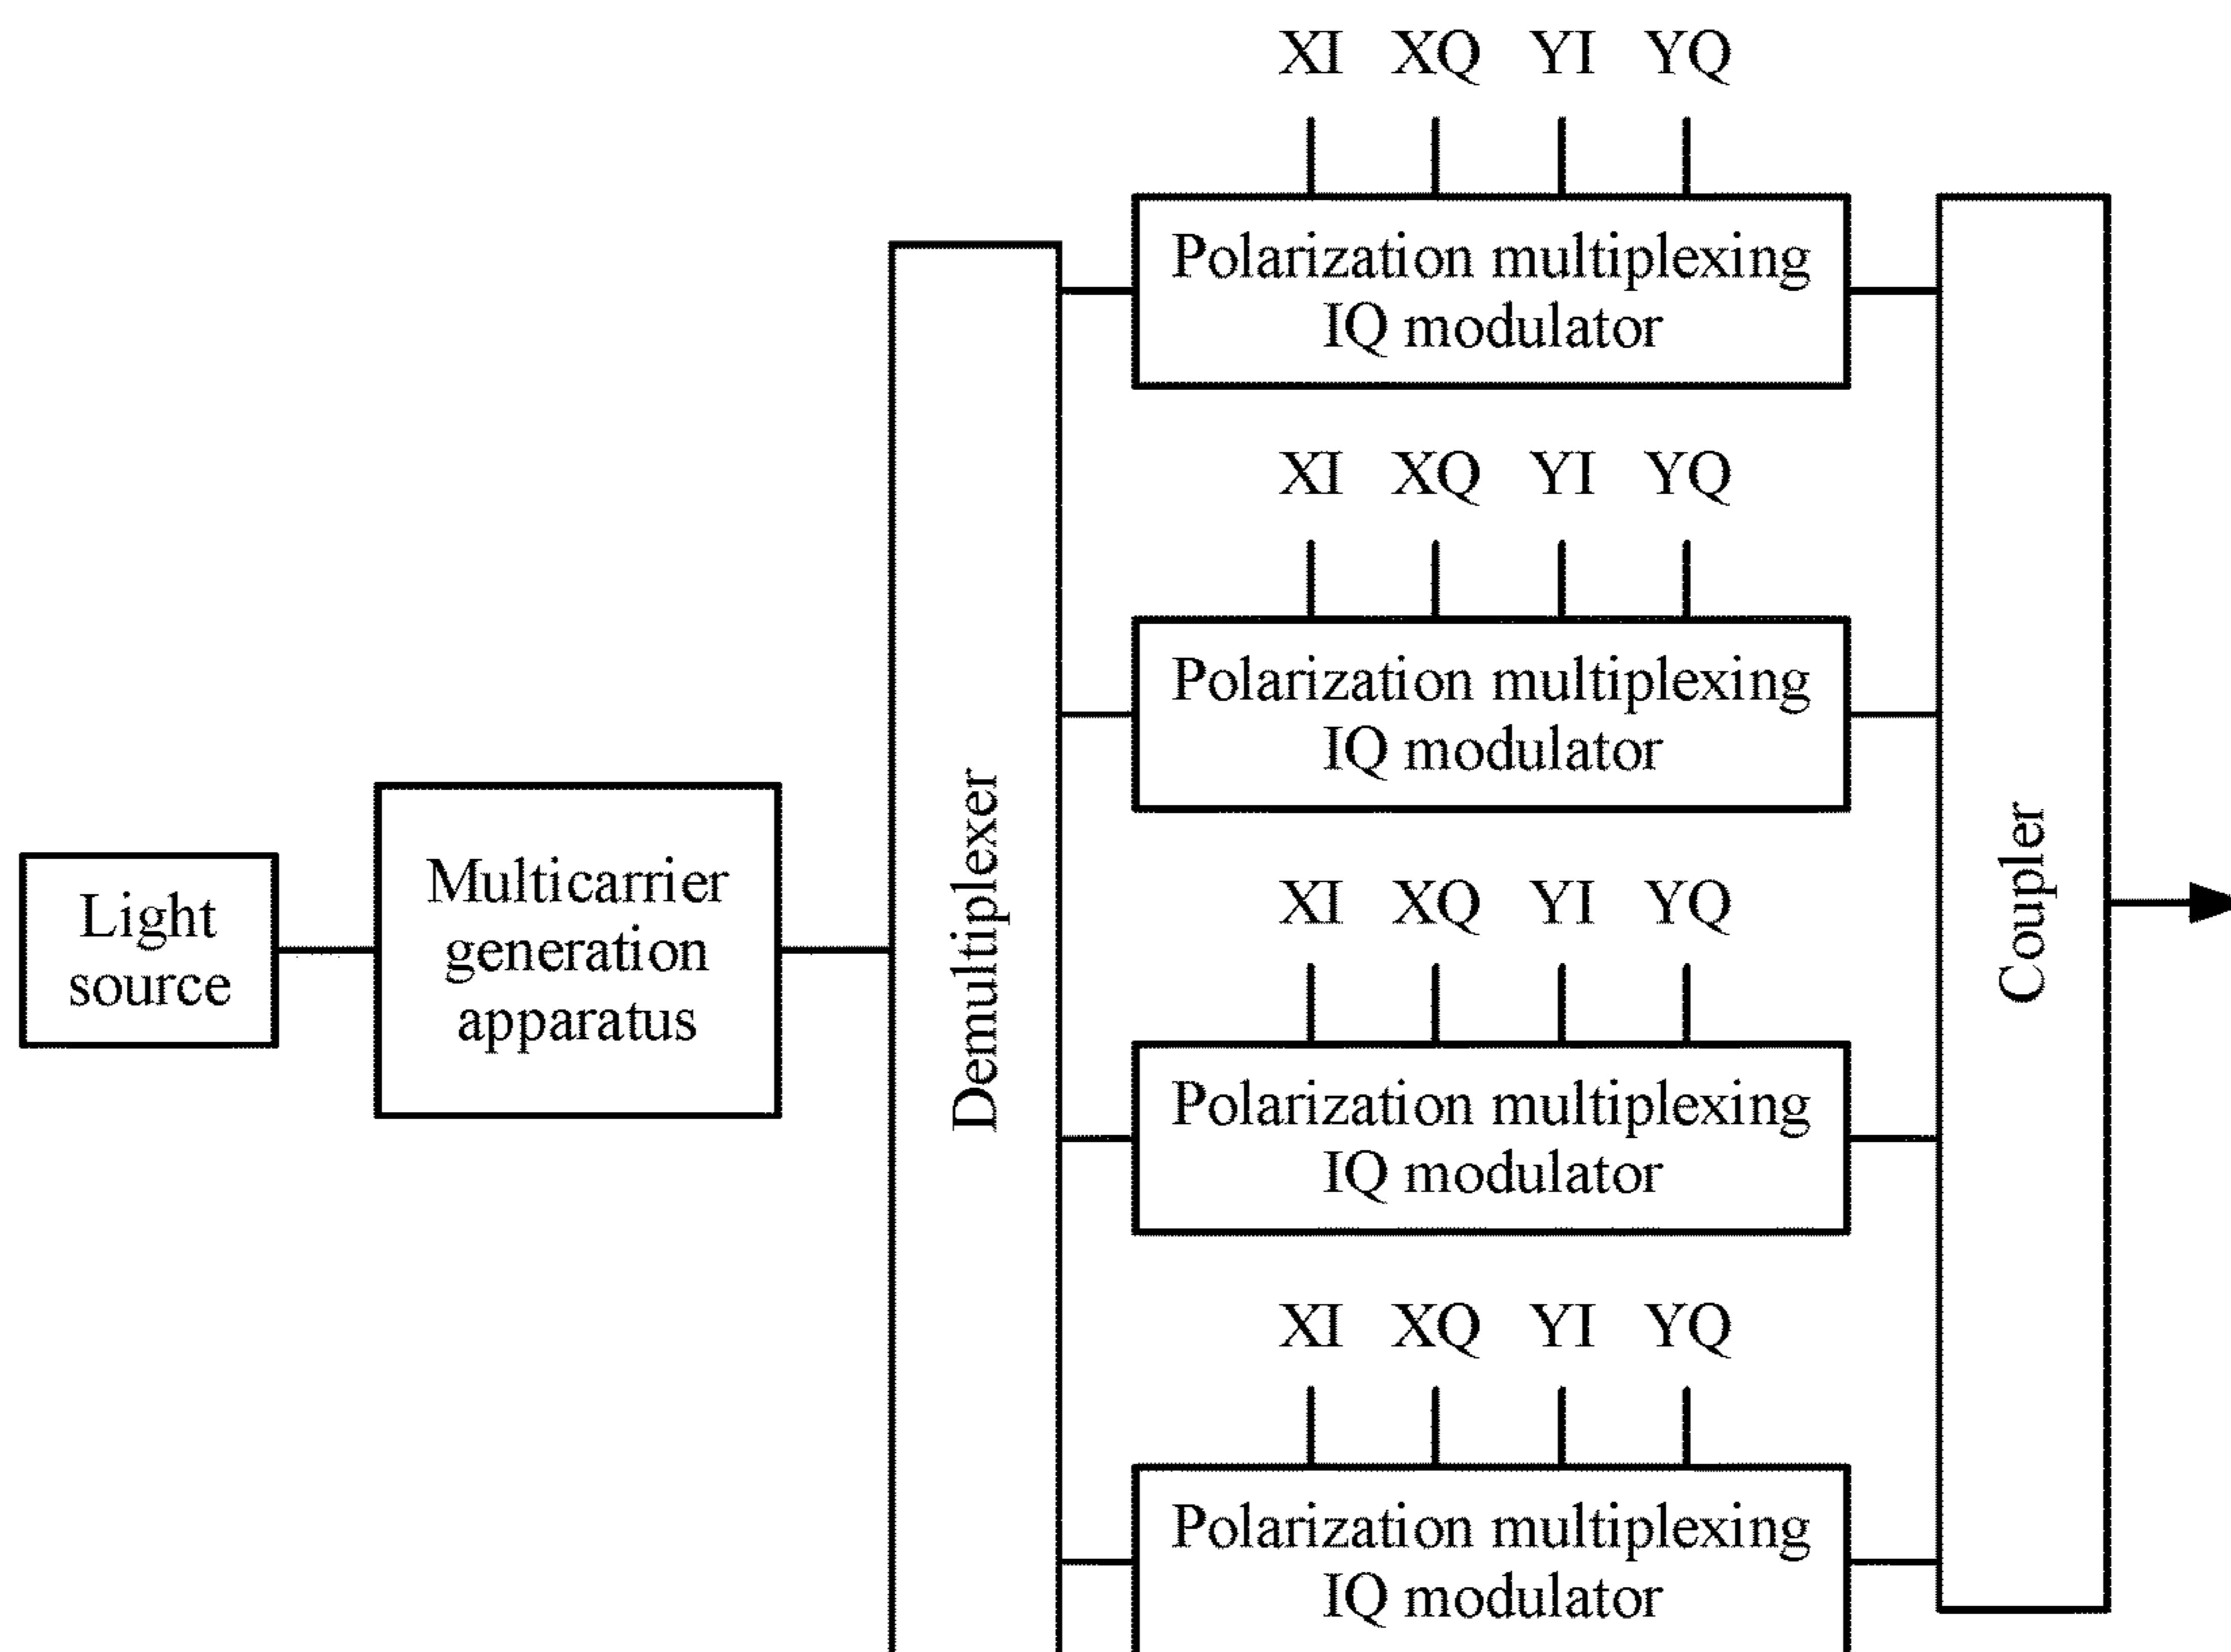 Light
source
Multicarrier
generation
apparatus
Demultiplexer
XI XQ YI YQ
Polarization multiplexing
IQ modulator
XI XQ YI YQ
Polarization multiplexing
IQ modulator
XI XQ YI YQ
Polarization multiplexing
IQ modulator
XI XQ YI YQ
Polarization multiplexing
IQ modulator
Coupler